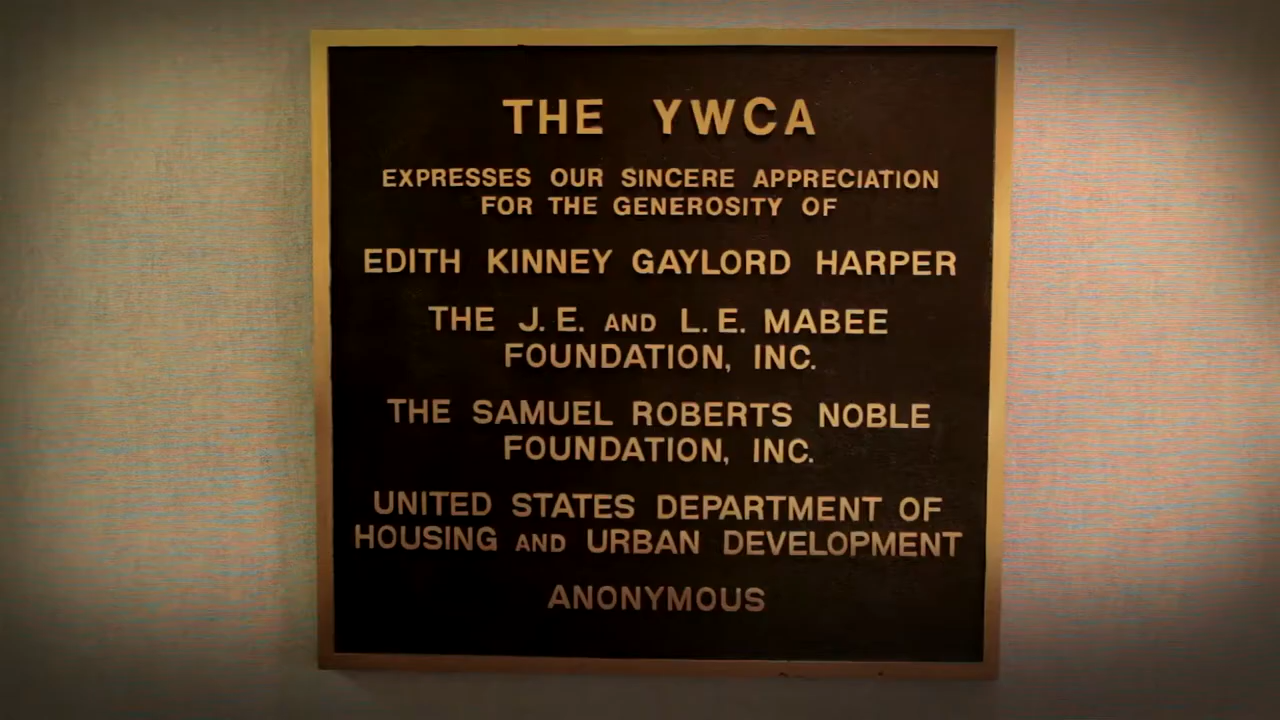 THE YWCA
EXPRESSES OUR SINCERE APPRECIATION
FOR THE GENEROSITY OF
EDITH KINNEY GAYLORD HARPER
THE J.E. AND L.E. MABEE
FOUNDATION, INC.
THE SAMUEL ROBERTS NOBLE
FOUNDATION, INC.
UNITED STATES DEPARTMENT OF
HOUSING AND URBAN DEVELOPMENT
ANONYMOUS